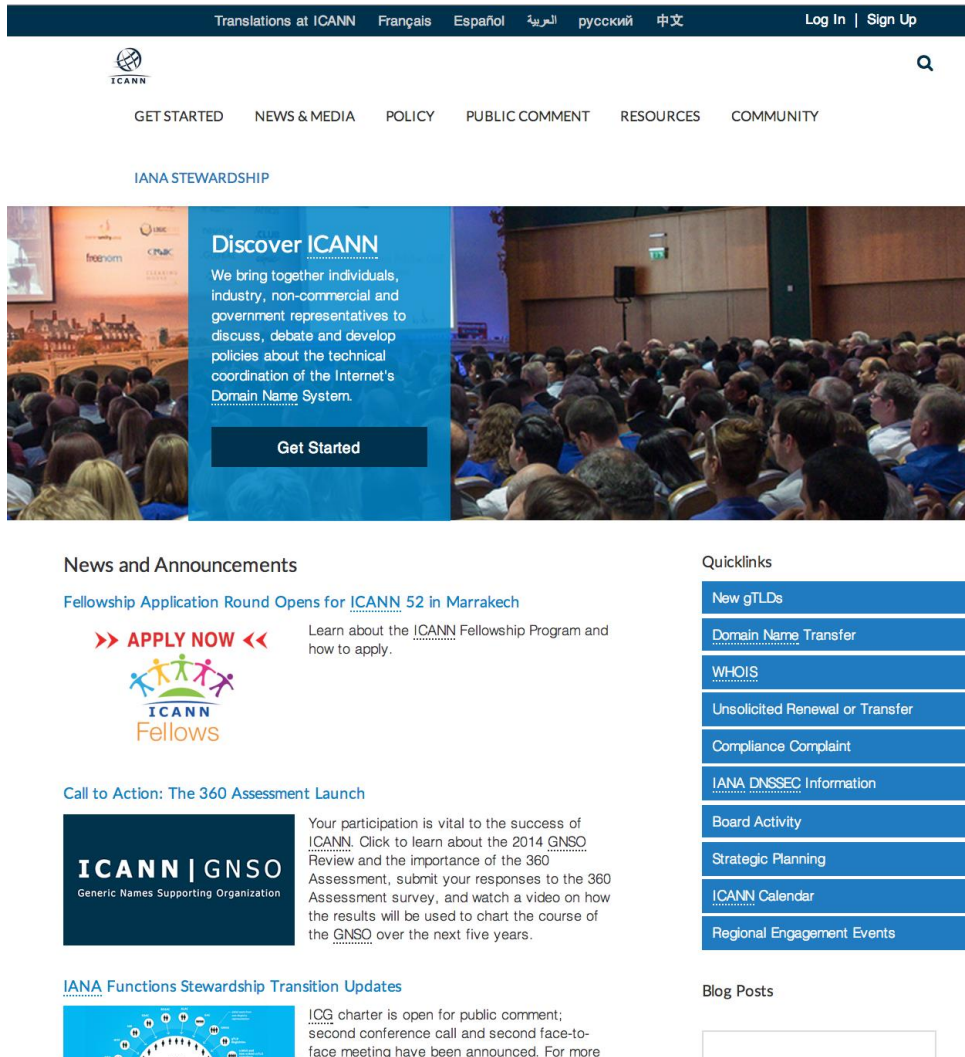 Translations at ICANN Français Español العربية русский 中文 Log In | Sign Up
ICANN
GET STARTED NEWS & MEDIA POLICY PUBLIC COMMENT RESOURCES COMMUNITY
IANA STEWARDSHIP
freenom
Discover ICANN
We bring together individuals,
industry, non-commercial and
government representatives to
discuss, debate and develop
policies about the technical
coordination of the Internet's
Domain Name System.
Get Started
News and Announcements
Fellowship Application Round Opens for ICANN 52 in Marrakech
>> APPLY NOW <<
ICANN
Fellows
Learn about the ICANN Fellowship Program and
how to apply.
Call to Action: The 360 Assessment Launch
ICANN | GNSO
Generic Names Supporting Organization
Your participation is vital to the success of
ICANN. Click to learn about the 2014 GNSO
Review and the importance of the 360
Assessment, submit your responses to the 360
Assessment survey, and watch a video on how
the results will be used to chart the course of
the GNSO over the next five years.
IANA Functions Stewardship Transition Updates
ICG charter is open for public comment;
second conference call and second face-to-
face meeting have been announced. For more
Quicklinks
New gTLDs
Domain Name Transfer
WHOIS
Unsolicited Renewal or Transfer
Compliance Complaint
IANA DNSSEC Information
Board Activity
Strategic Planning
ICANN Calendar
Regional Engagement Events
Blog Posts